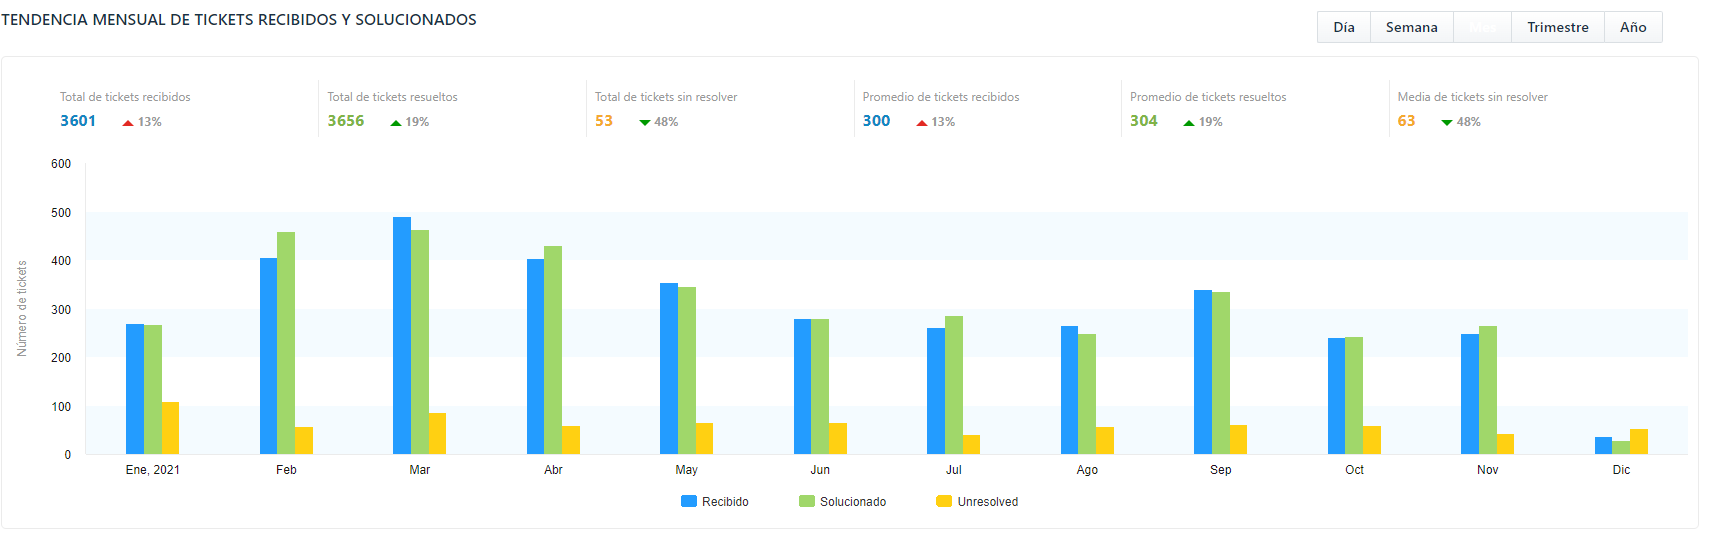 TENDENCIA MENSUAL DE TICKETS RECIBIDOS Y SOLUCIONADOS
Día Semana Mes Trimestre Año
Total de tickets recibidos Total de tickets resueltos Total de tickets sin resolver Promedio de tickets recibidos Promedio de tickets resueltos Media de tickets sin resolver
3601 13% 3656 19% 53 48% 300 13% 304 19% 63 48%
600
500
400
300
200
100
0
Número de tickets
Ene, 2021 Feb Mar Abr May Jun Jul Ago Sep Oct Nov Dic
Recibido Solucionado Unresolved